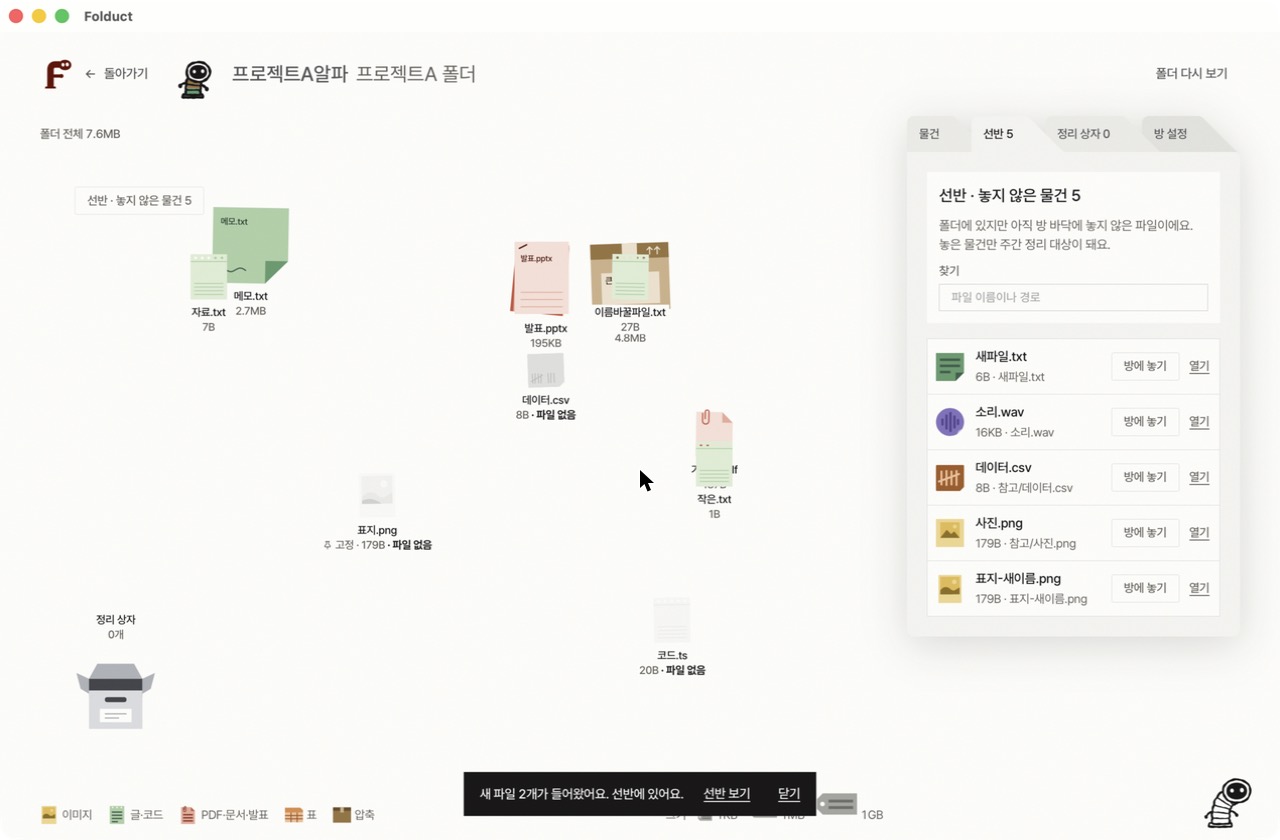 Folduct
← 돌아가기
프로젝트A알파 프로젝트A 폴더
폴더 다시 보기
폴더 전체 7.6MB
물건
선반 5
정리 상자 0
방 설정
선반 · 놓지 않은 물건 5
메모.txt
메모.txt
2.7MB
자료.txt
7B
발표.pptx
발표.pptx
195KB
이름바꿀파일.txt
27B
4.8MB
데이터.csv
8B · 파일 없음
작은.txt
1B
표지.png
고정 · 179B · 파일 없음
코드.ts
20B · 파일 없음
정리 상자
0개
선반 · 놓지 않은 물건 5
폴더에 있지만 아직 방 바닥에 놓지 않은 파일이에요.
놓은 물건만 주간 정리 대상이 돼요.
찾기
파일 이름이나 경로
새파일.txt
6B · 새파일.txt
방에 놓기
열기
소리.wav
16KB · 소리.wav
방에 놓기
열기
데이터.csv
8B · 참고/데이터.csv
방에 놓기
열기
사진.png
179B · 참고/사진.png
방에 놓기
열기
표지-새이름.png
179B · 표지-새이름.png
방에 놓기
열기
새 파일 2개가 들어왔어요. 선반에 있어요.
선반 보기
닫기
이미지
글·코드
PDF·문서·발표
표
압축
1GB